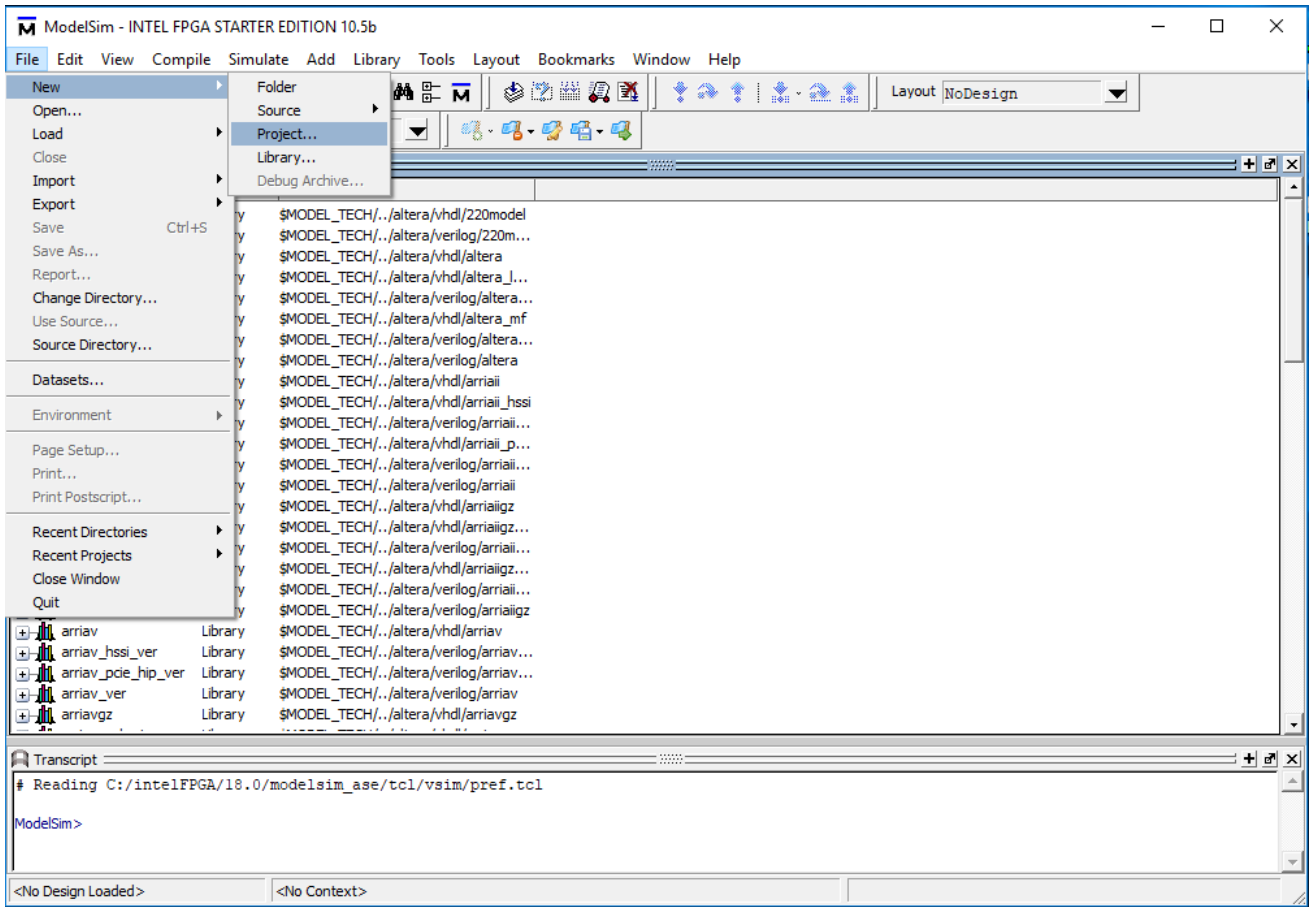 ModelSim - INTEL FPGA STARTER EDITION 10.5b
File Edit View Compile Simulate Add Library Tools Layout Bookmarks Window Help
New
Open...
Load
Close
Import
Export
Save Ctrl+S
Save As...
Report...
Change Directory...
Use Source...
Source Directory...
Datasets...
Environment
Page Setup...
Print...
Print Postscript...
Recent Directories
Recent Projects
Close Window
Quit
Folder
Source
Project...
Library...
Debug Archive...
Layout NoDesign
y $MODEL_TECH/../altera/vhdl/220model
y $MODEL_TECH/../altera/verilog/220m...
y $MODEL_TECH/../altera/vhdl/altera
y $MODEL_TECH/../altera/vhdl/altera_l...
y $MODEL_TECH/../altera/verilog/altera...
y $MODEL_TECH/../altera/vhdl/altera_mf
y $MODEL_TECH/../altera/verilog/altera...
y $MODEL_TECH/../altera/verilog/altera
y $MODEL_TECH/../altera/vhdl/arriaii
y $MODEL_TECH/../altera/vhdl/arriaii_hssi
y $MODEL_TECH/../altera/verilog/arriaii...
y $MODEL_TECH/../altera/vhdl/arriaii_p...
y $MODEL_TECH/../altera/verilog/arriaii...
y $MODEL_TECH/../altera/verilog/arriaii
y $MODEL_TECH/../altera/vhdl/arriaiigz
y $MODEL_TECH/../altera/vhdl/arriaiigz...
y $MODEL_TECH/../altera/verilog/arriaii...
y $MODEL_TECH/../altera/vhdl/arriaiigz...
y $MODEL_TECH/../altera/verilog/arriaii...
y $MODEL_TECH/../altera/verilog/arriaiigz
arriav Library $MODEL_TECH/../altera/vhdl/arriav
arriav_hssi_ver Library $MODEL_TECH/../altera/verilog/arriav...
arriav_pcie_hip_ver Library $MODEL_TECH/../altera/verilog/arriav...
arriav_ver Library $MODEL_TECH/../altera/verilog/arriav
arriavgz Library $MODEL_TECH/../altera/vhdl/arriavgz
Transcript
# Reading C:/intelFPGA/18.0/modelsim_ase/tcl/vsim/pref.tcl
ModelSim>
<No Design Loaded> <No Context>